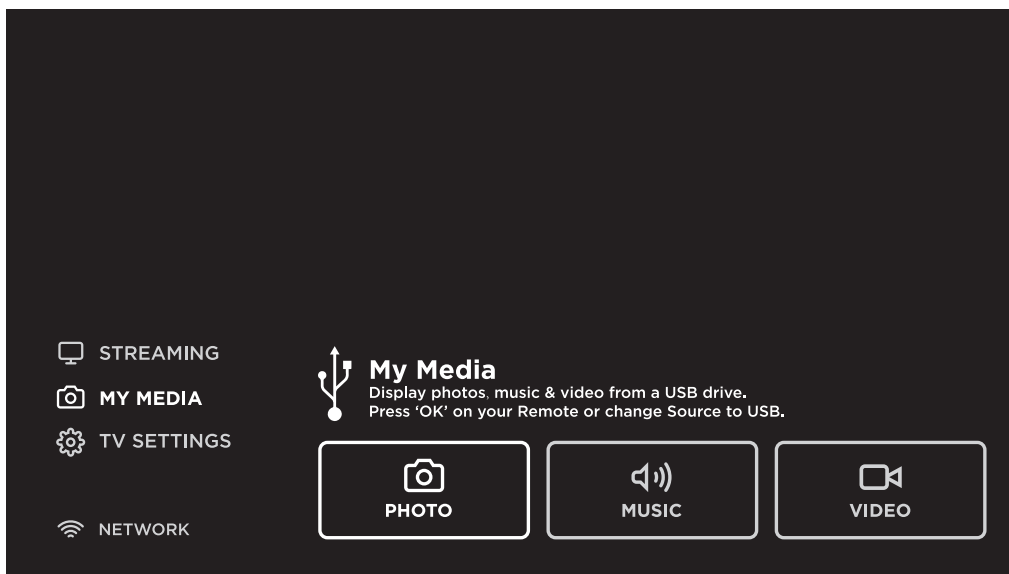 STREAMING
MY MEDIA
TV SETTINGS
NETWORK
My Media
Display photos, music & video from a USB drive.
Press ‘OK’ on your Remote or change Source to USB.
PHOTO
MUSIC
VIDEO